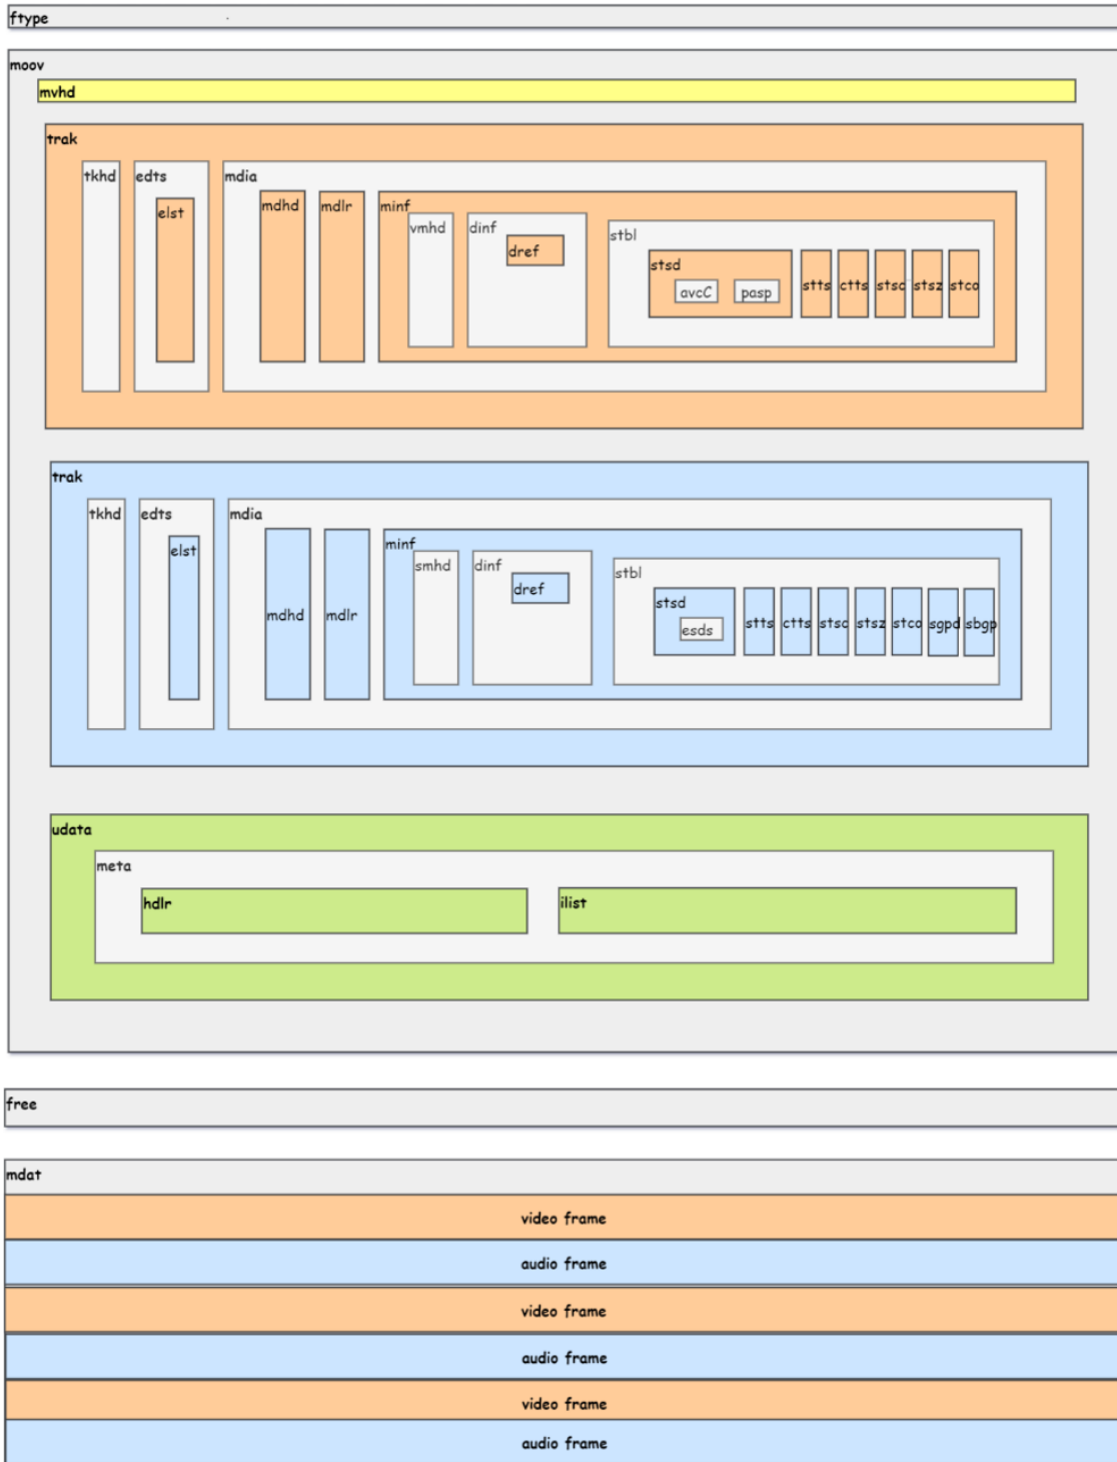 ftype
moov
mvhd
trak
tkhd edts mdia
elst mdhd mdlr minf
vmhd dinf stbl
dref stsd
avcC pasp stts ctts stsc stsz stco
trak
tkhd edts mdia
elst minf
smhd dinf stbl
dref stsd
mdhd mdlr esds stts ctts stsc stsz stco sgpd sbgp
udata
meta
hdlr ilist
free
mdat
video frame
audio frame
video frame
audio frame
video frame
audio frame